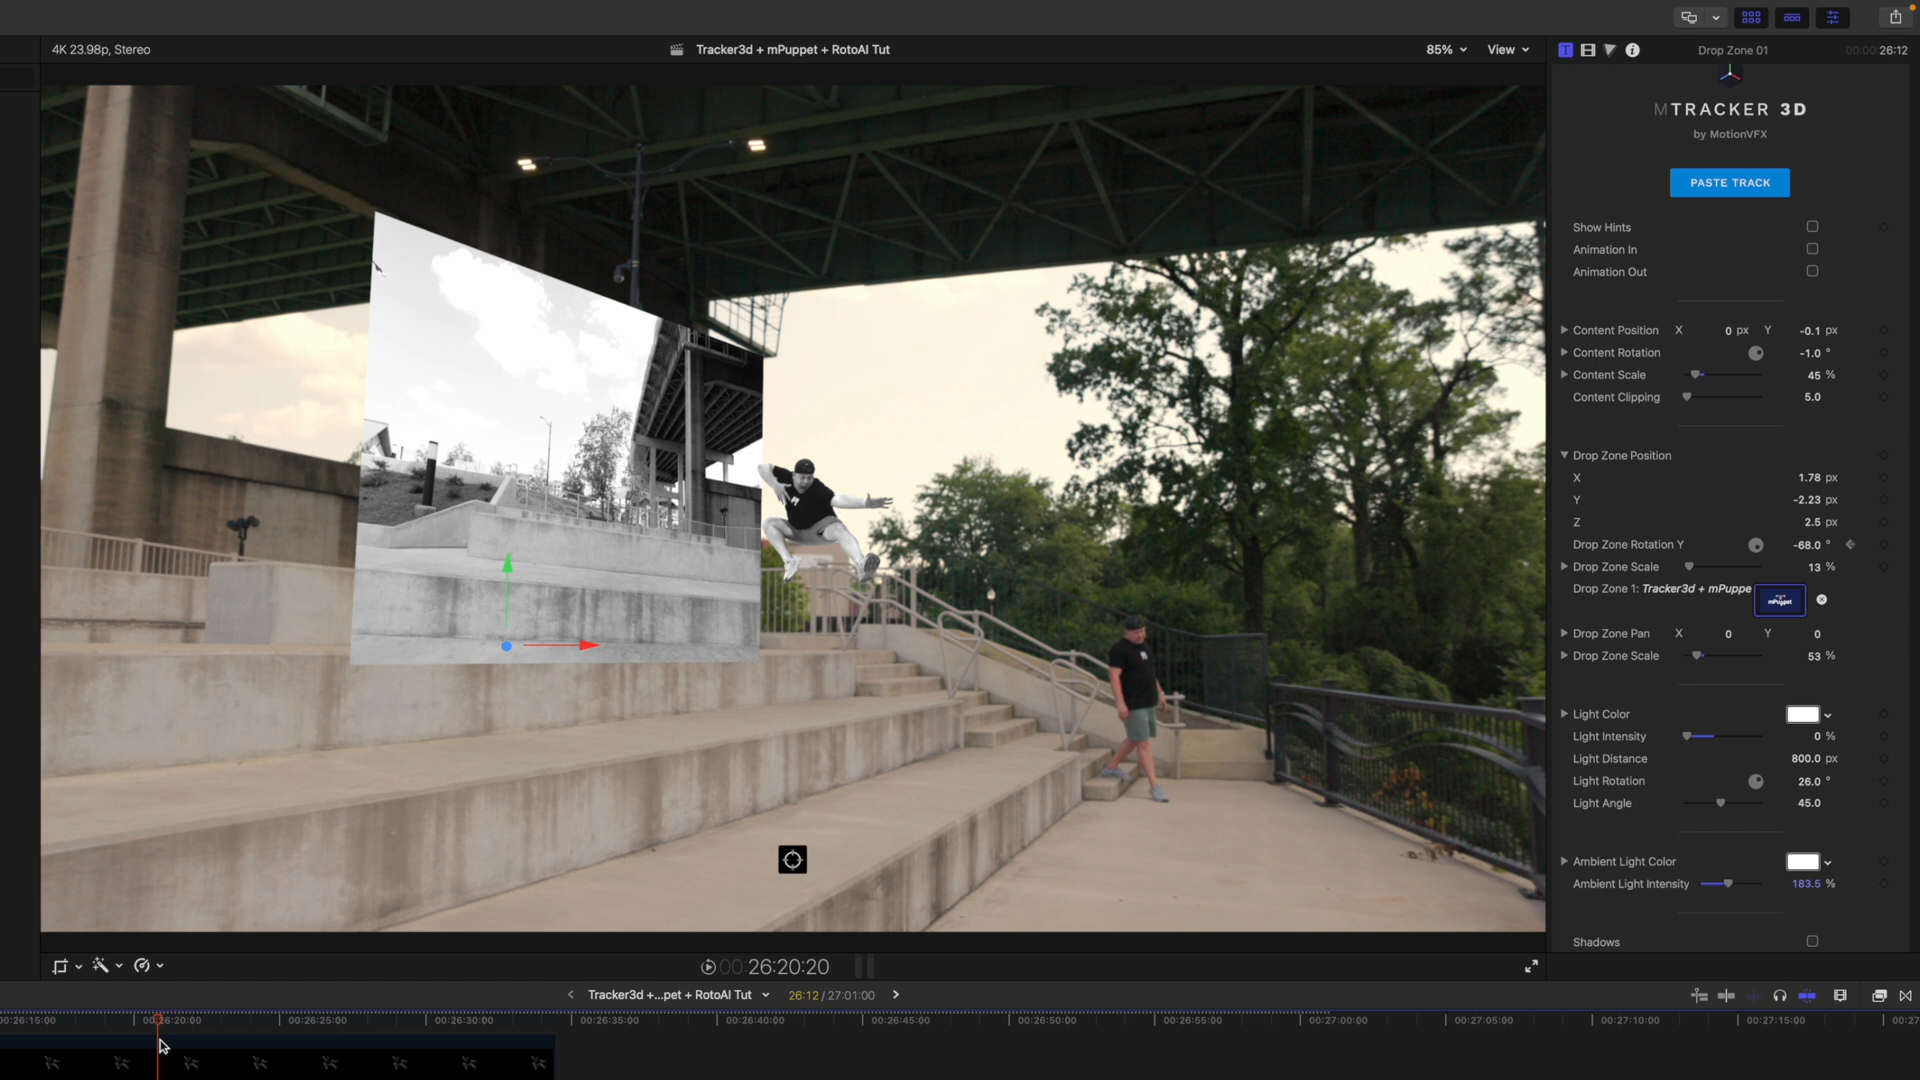 4K 23.98p, Stereo
Tracker3d + mPuppet + RotoAI Tut
85%
View
Drop Zone 01
00:00:26:12
MTRACKER 3D
by MotionVFX
PASTE TRACK
Show Hints
Animation In
Animation Out
Content Position X 0 px Y -0.1 px
Content Rotation -1.0 °
Content Scale 45 %
Content Clipping 5.0
Drop Zone Position
X 1.78 px
Y -2.23 px
Z 2.5 px
Drop Zone Rotation Y -68.0 °
Drop Zone Scale 13 %
Drop Zone 1: Tracker3d + mPuppe
mPuppet
Drop Zone Pan X 0 Y 0
Drop Zone Scale 53 %
Light Color
Light Intensity 0 %
Light Distance 800.0 px
Light Rotation 26.0 °
Light Angle 45.0
Ambient Light Color
Ambient Light Intensity 183.5 %
Shadows
00:26:20:20
Tracker3d +...pet + RotoAI Tut
26:12 / 27:01:00
00:26:15:00 00:26:20:00 00:26:25:00 00:26:30:00 00:26:35:00 00:26:40:00 00:26:45:00 00:26:50:00 00:26:55:00 00:27:00:00 00:27:05:00 00:27:10:00 00:27:15:00 00:27